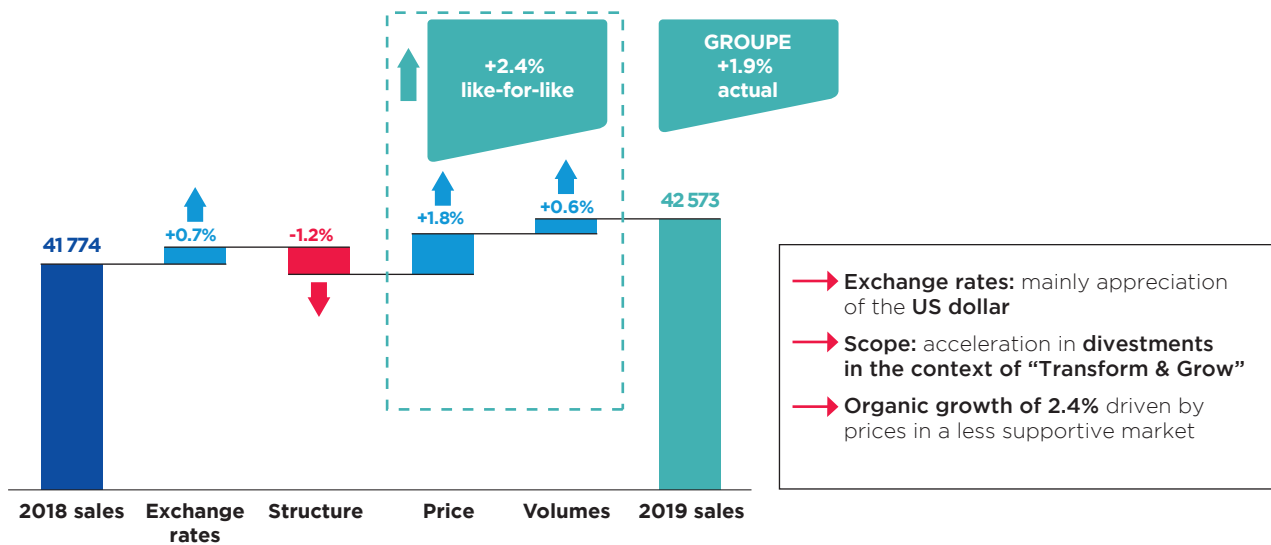 +2.4%
like-for-like
GROUPE
+1.9%
actual
41 774
+0.7%
-1.2%
+1.8%
+0.6%
42 573
2018 sales
Exchange
rates
Structure
Price
Volumes
2019 sales
Exchange rates: mainly appreciation
of the US dollar
Scope: acceleration in divestments
in the context of “Transform & Grow”
Organic growth of 2.4% driven by
prices in a less supportive market